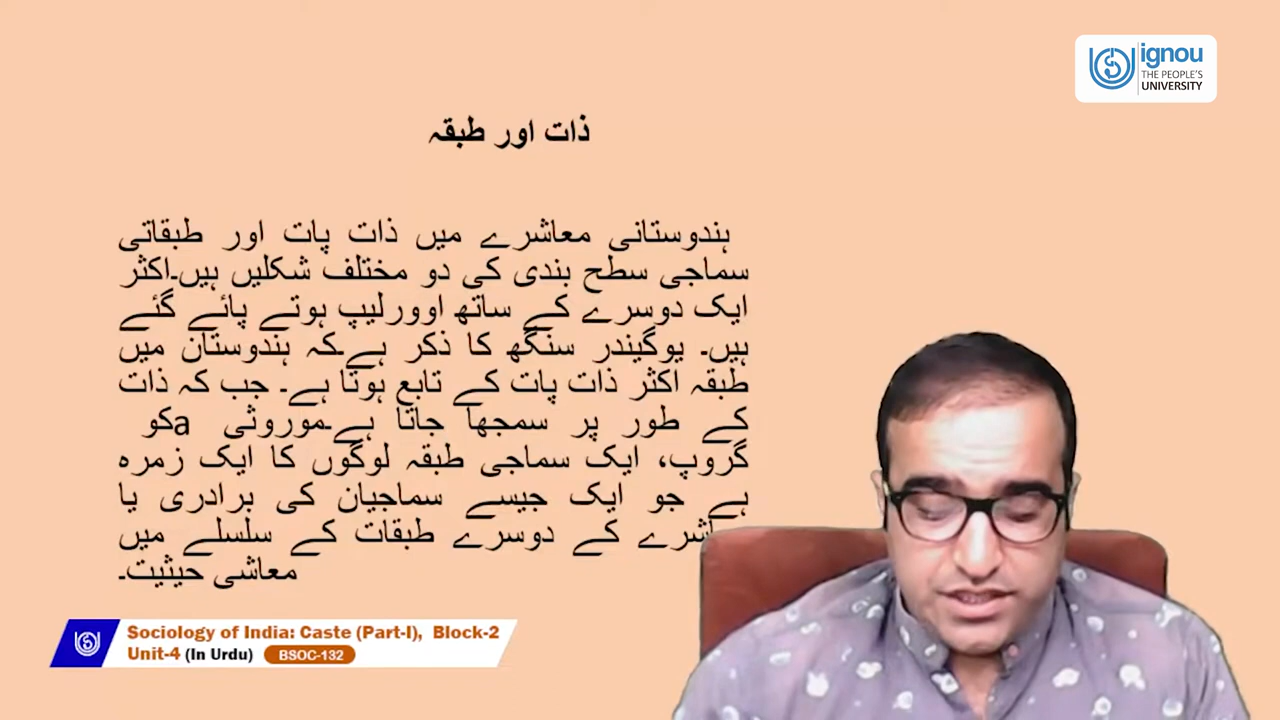 ignou
THE PEOPLE'S
UNIVERSITY
ذات اور طبقہ
ہندوستانی معاشرے میں ذات پات اور طبقاتی
سماجی سطح بندی کی دو مختلف شکلیں ہیں۔اکثر
ایک دوسرے کے ساتھ اوورلیپ ہوتے پائے گئے
ہیں۔ یوگیندر سنگھ کا ذکر ہے۔کہ ہندوستان میں
طبقہ اکثر ذات پات کے تابع ہوتا ہے۔ جب کہ ذات
کے طور پر سمجھا جاتا ہے۔موروثی aکو
گروپ، ایک سماجی طبقہ لوگوں کا ایک زمرہ
ہے جو ایک جیسے سماجیان کی برادری یا
کے دوسرے طبقات کے سلسلے میں
معاشی حیثیت۔
Sociology of India: Caste (Part-I), Block-2
Unit-4 (In Urdu) BSOC-132